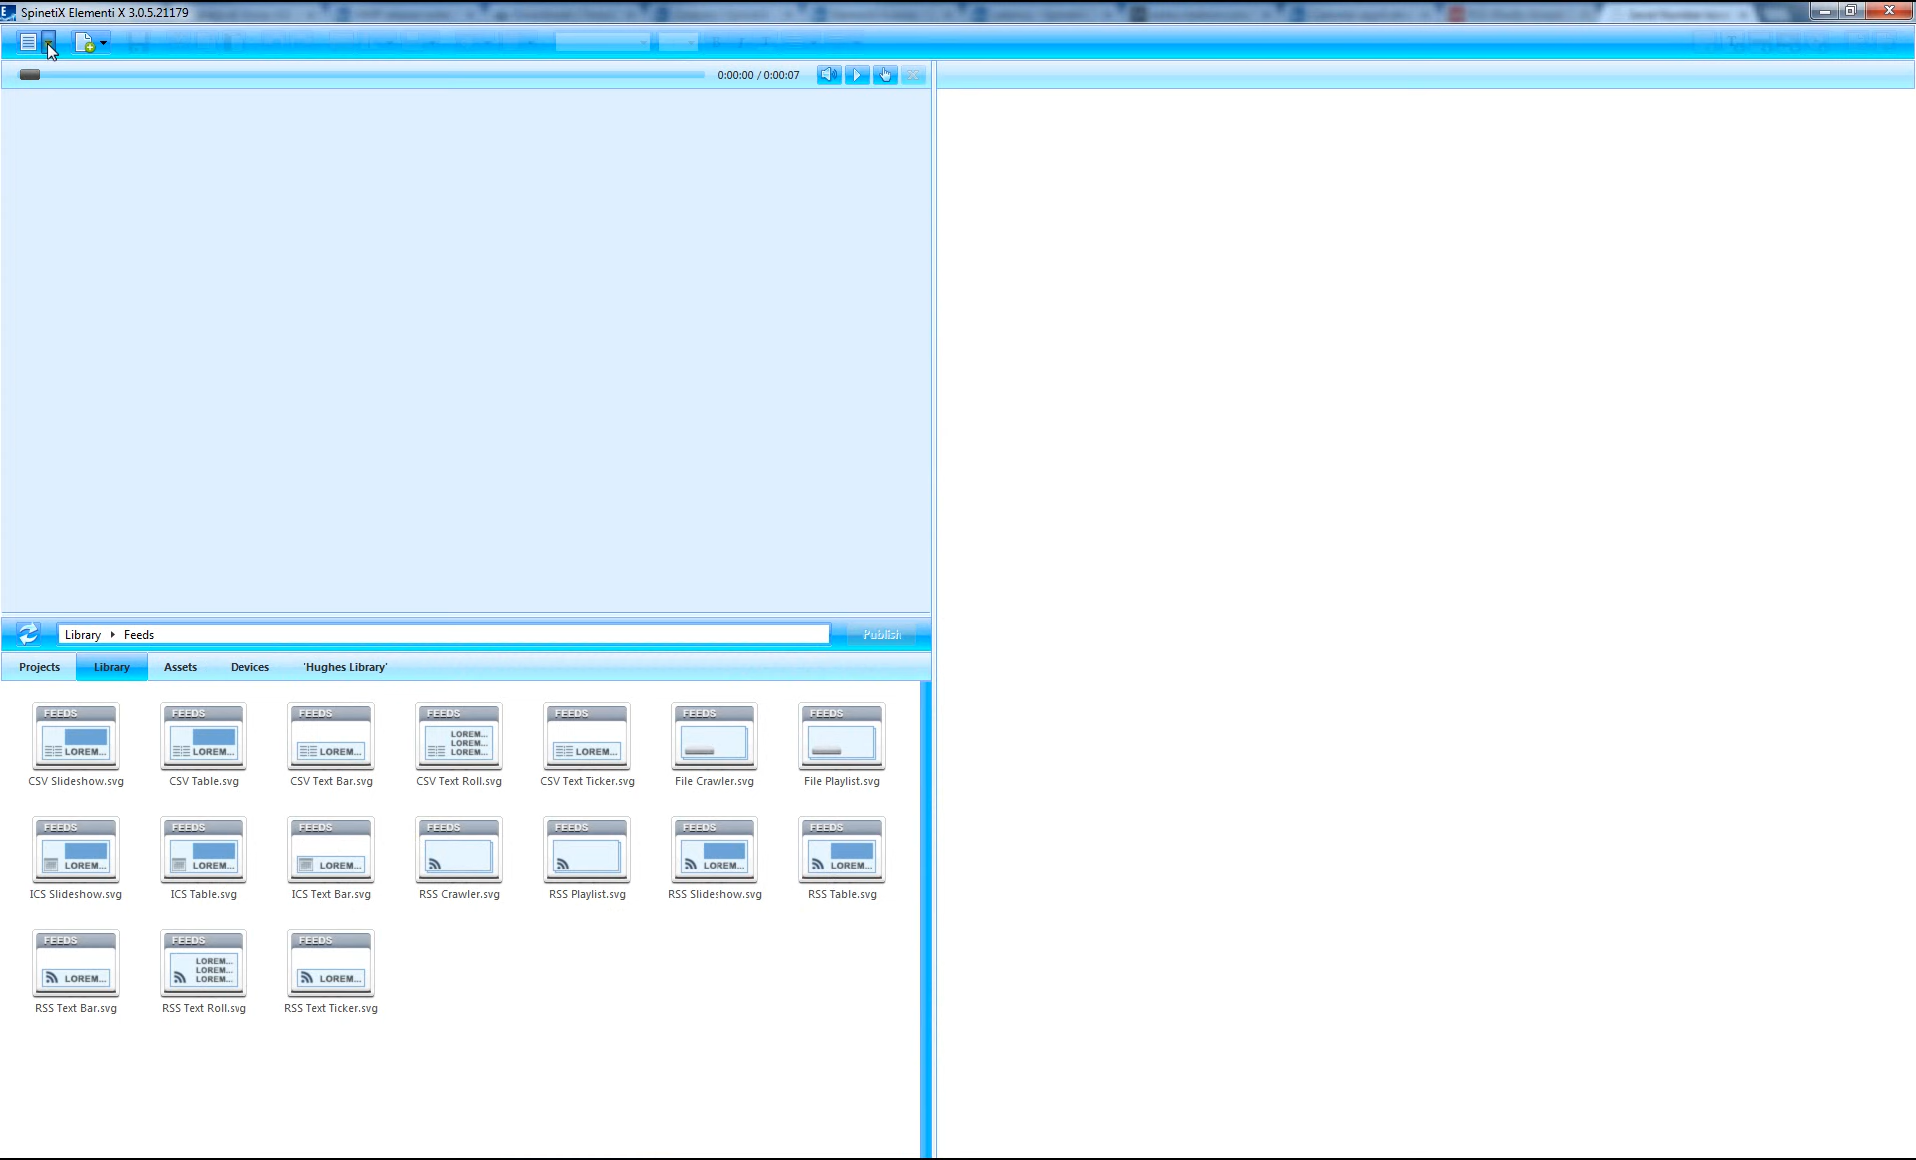 SpinetiX Elementi X 3.0.5.21179
0:00:00 / 0:00:07
Library Feeds
Publish
Projects Library Assets Devices 'Hughes Library'
FEEDS FEEDS FEEDS FEEDS FEEDS FEEDS FEEDS
LOREM...
LOREM...
LOREM...
LOREM...
LOREM...
LOREM...
LOREM...
CSV Slideshow.svg CSV Table.svg CSV Text Bar.svg CSV Text Roll.svg CSV Text Ticker.svg File Crawler.svg File Playlist.svg
FEEDS FEEDS FEEDS FEEDS FEEDS FEEDS FEEDS
LOREM... LOREM... LOREM... LOREM... LOREM...
ICS Slideshow.svg ICS Table.svg ICS Text Bar.svg RSS Crawler.svg RSS Playlist.svg RSS Slideshow.svg RSS Table.svg
FEEDS FEEDS FEEDS
LOREM...
LOREM...
LOREM...
LOREM...
LOREM...
RSS Text Bar.svg RSS Text Roll.svg RSS Text Ticker.svg